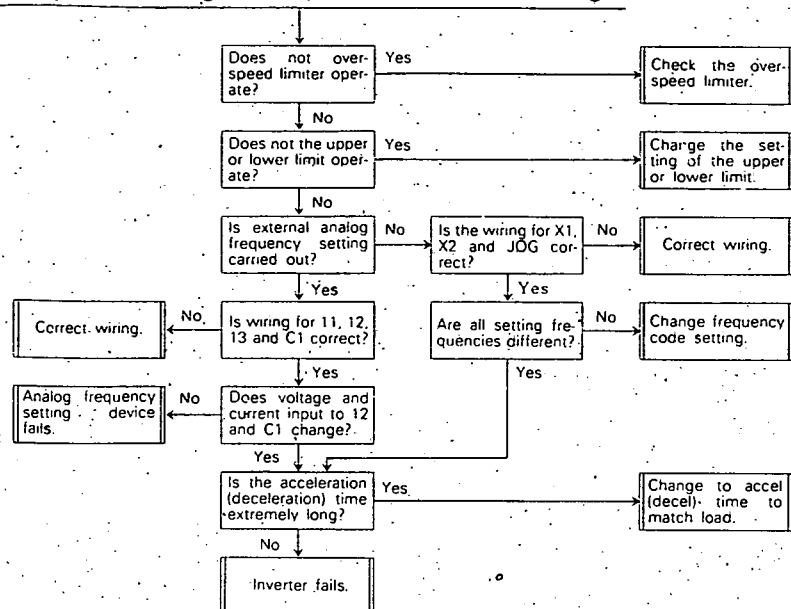 Does not over-
speed limiter oper-
ate?
Yes
Check the over-
speed limiter.
No
Does not the upper
or lower limit oper-
ate?
Yes
Change the set-
ting of the upper
or lower limit.
No
Is external analog
frequency setting
carried out?
No
Is the wiring for X1,
X2 and JOG cor-
rect?
No
Correct wiring.
Yes
Yes
Correct wiring.
No
Is wiring for 11, 12,
13 and C1 correct?
Are all setting fre-
quencies different?
No
Change frequency
code setting.
Yes
Yes
Analog frequency
setting device
fails.
No
Does voltage and
current input to 12
and C1 change?
Yes
Is the acceleration
(deceleration) time
extremely long?
Yes
Change to accel
(decel) time to
match load.
No
Inverter fails.